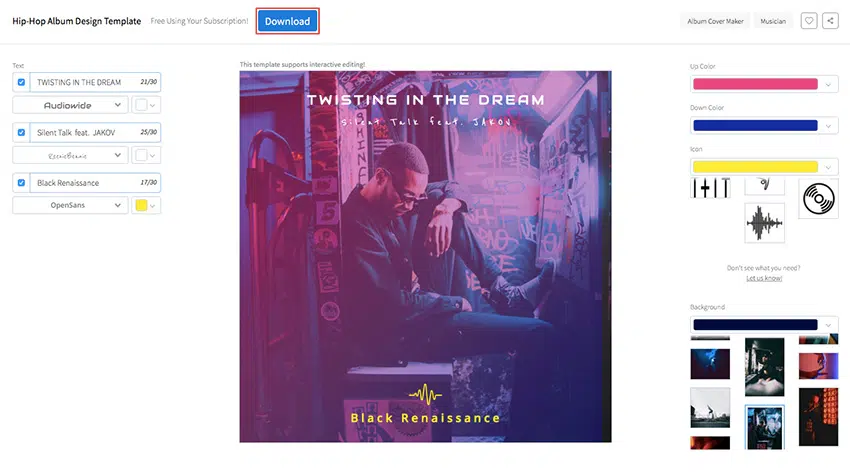 Hip-Hop Album Design Template
Free Using Your Subscription!
Download
Album Cover Maker
Musician
Text
TWISTING IN THE DREAM 21/30
Audiowide
Silent Talk feat. JAKOV 25/30
ReenieBeanie
Black Renaissance 17/30
OpenSans
This template supports interactive editing!
TWISTING IN THE DREAM
Silent Talk feat. JAKOV
Black Renaissance
Up Color
Down Color
Icon
Don't see what you need?
Let us know!
Background